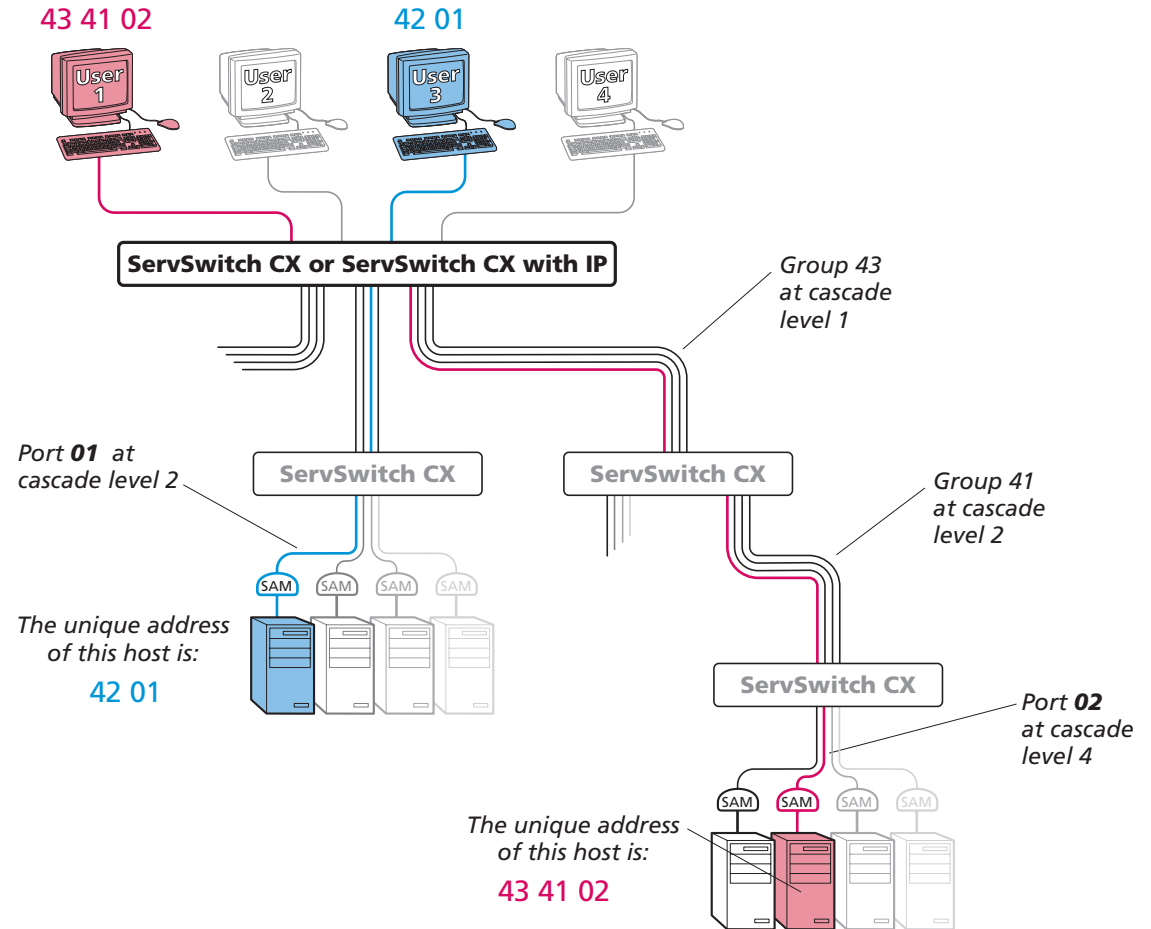 43 41 02
42 01
User
1
User
2
User
3
User
4
ServSwitch CX or ServSwitch CX with IP
Group 43
at cascade
level 1
Port 01 at
cascade level 2
ServSwitch CX
ServSwitch CX
Group 41
at cascade
level 2
SAM
SAM
SAM
SAM
The unique address
of this host is:
42 01
ServSwitch CX
Port 02
at cascade
level 4
SAM
SAM
SAM
SAM
The unique address
of this host is:
43 41 02